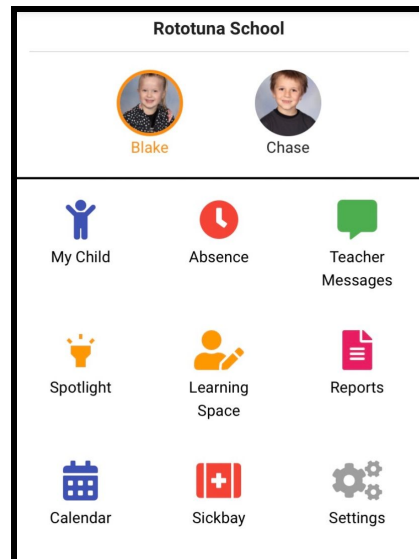 Rototuna School
Blake Chase
My Child Absence Teacher
Messages
Spotlight Learning Reports
Space
Calendar Sickbay Settings